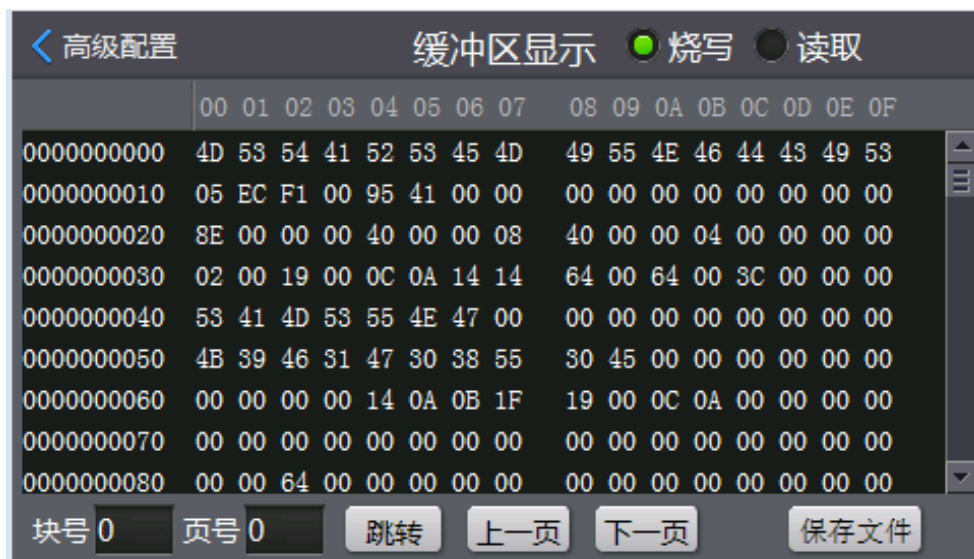 高级配置 缓冲区显示 烧写 读取
00 01 02 03 04 05 06 07 08 09 0A 0B 0C 0D 0E 0F
0000000000 4D 53 54 41 52 53 45 4D 49 55 4E 46 44 43 49 53
0000000010 05 EC F1 00 95 41 00 00 00 00 00 00 00 00 00 00
0000000020 8E 00 00 00 40 00 00 08 40 00 00 04 00 00 00 00
0000000030 02 00 19 00 0C 0A 14 14 64 00 64 00 3C 00 00 00
0000000040 53 41 4D 53 55 4E 47 00 00 00 00 00 00 00 00 00
0000000050 4B 39 46 31 47 30 38 55 30 45 00 00 00 00 00 00
0000000060 00 00 00 00 14 0A 0B 1F 19 00 0C 0A 00 00 00 00
0000000070 00 00 00 00 00 00 00 00 00 00 00 00 00 00 00 00
0000000080 00 00 64 00 00 00 00 00 00 00 00 00 00 00 00 00
块号 0 页号 0 跳转 上一页 下一页 保存文件